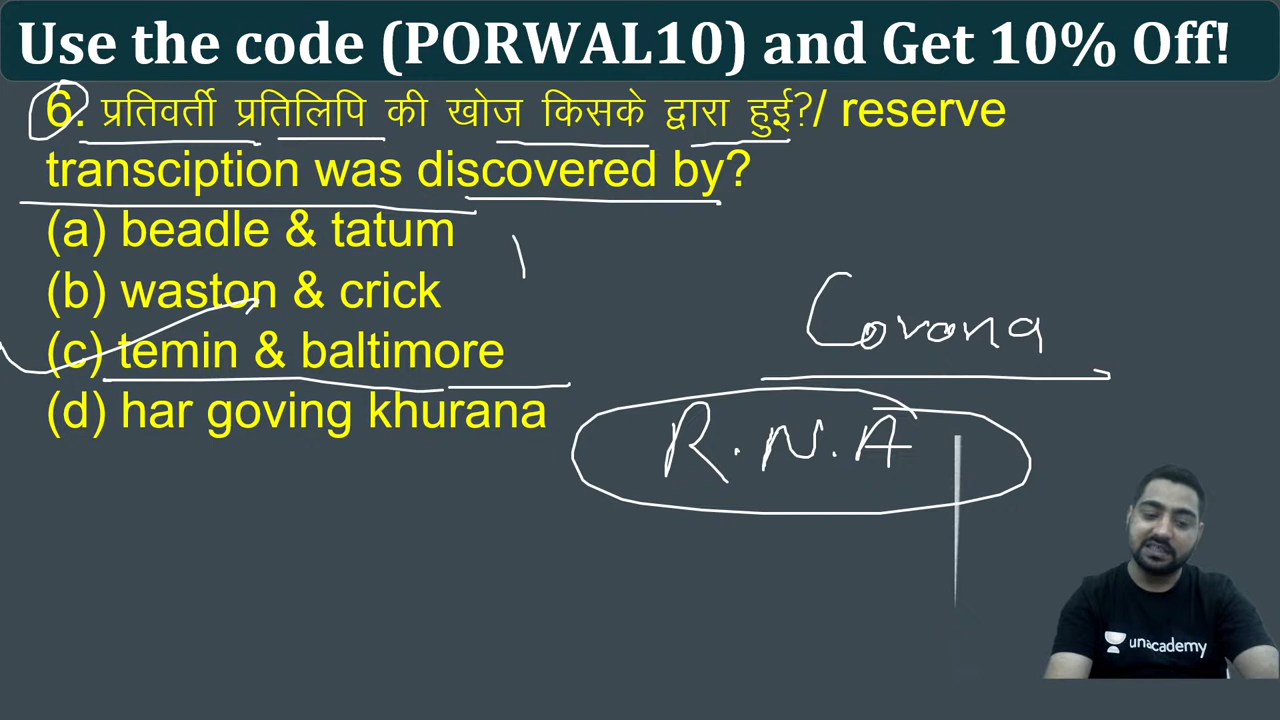 Use the code (PORWAL10) and Get 10% Off!
6. प्रतिवर्ती प्रतिलिपि की खोज किसके द्वारा हुई?/ reserve
transciption was discovered by?
(a) beadle & tatum
(b) waston & crick
(c) temin & baltimore
(d) har goving khurana
Corona
R.N.A
unacademy